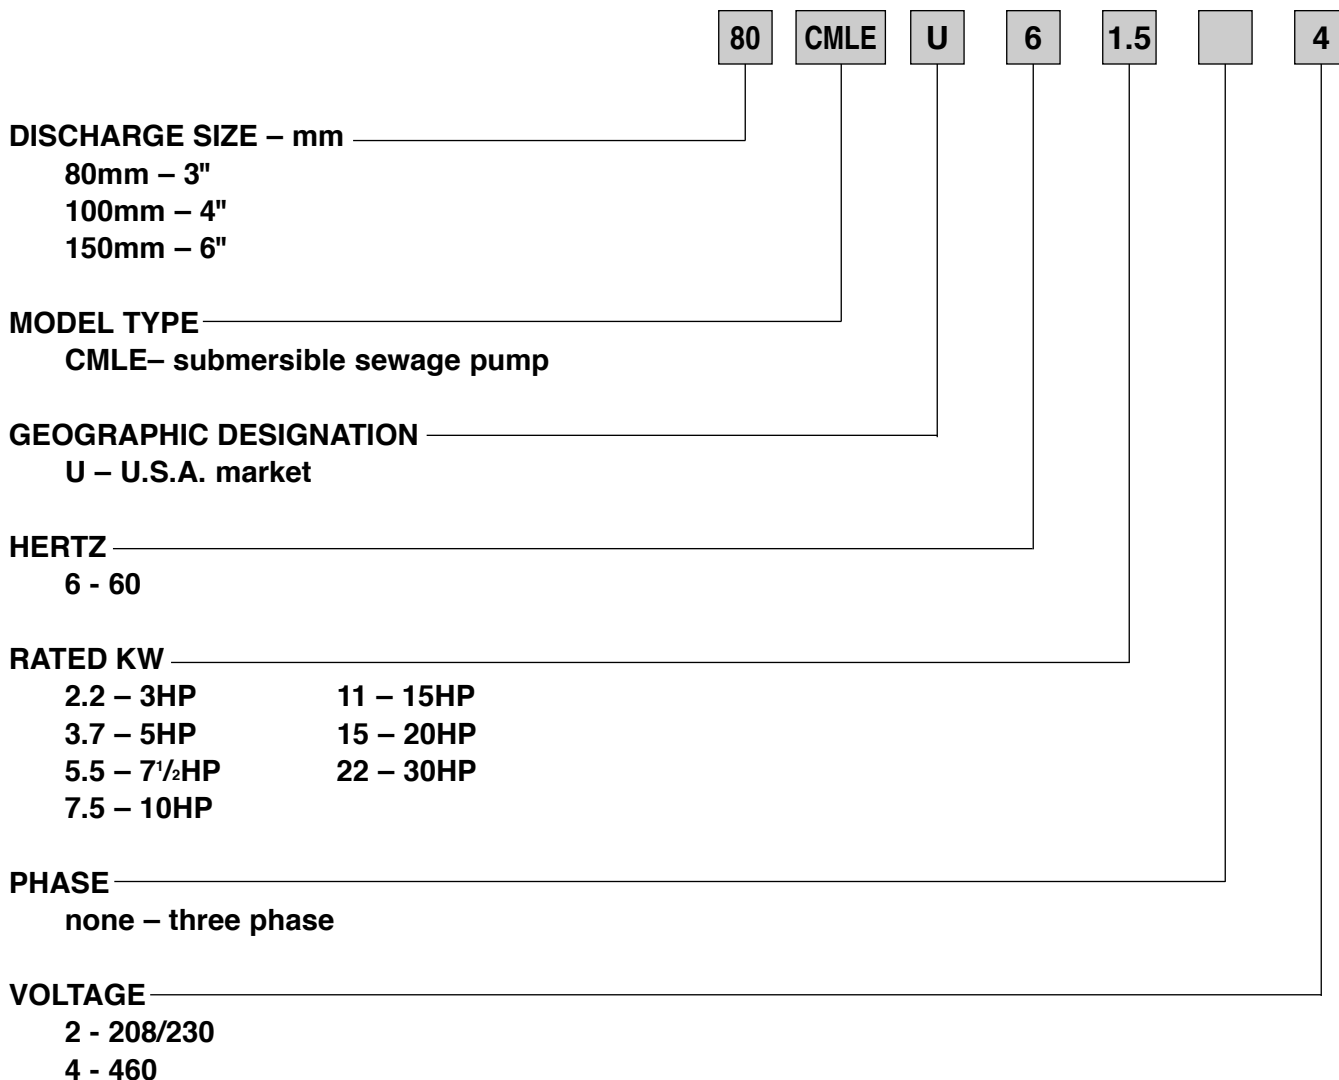 80 CMLE U 6 1.5 4
DISCHARGE SIZE – mm
80mm – 3"
100mm – 4"
150mm – 6"
MODEL TYPE
CMLE– submersible sewage pump
GEOGRAPHIC DESIGNATION
U – U.S.A. market
HERTZ
6 - 60
RATED KW
2.2 – 3HP 11 – 15HP
3.7 – 5HP 15 – 20HP
5.5 – 7 1/2HP 22 – 30HP
7.5 – 10HP
PHASE
none – three phase
VOLTAGE
2 - 208/230
4 - 460